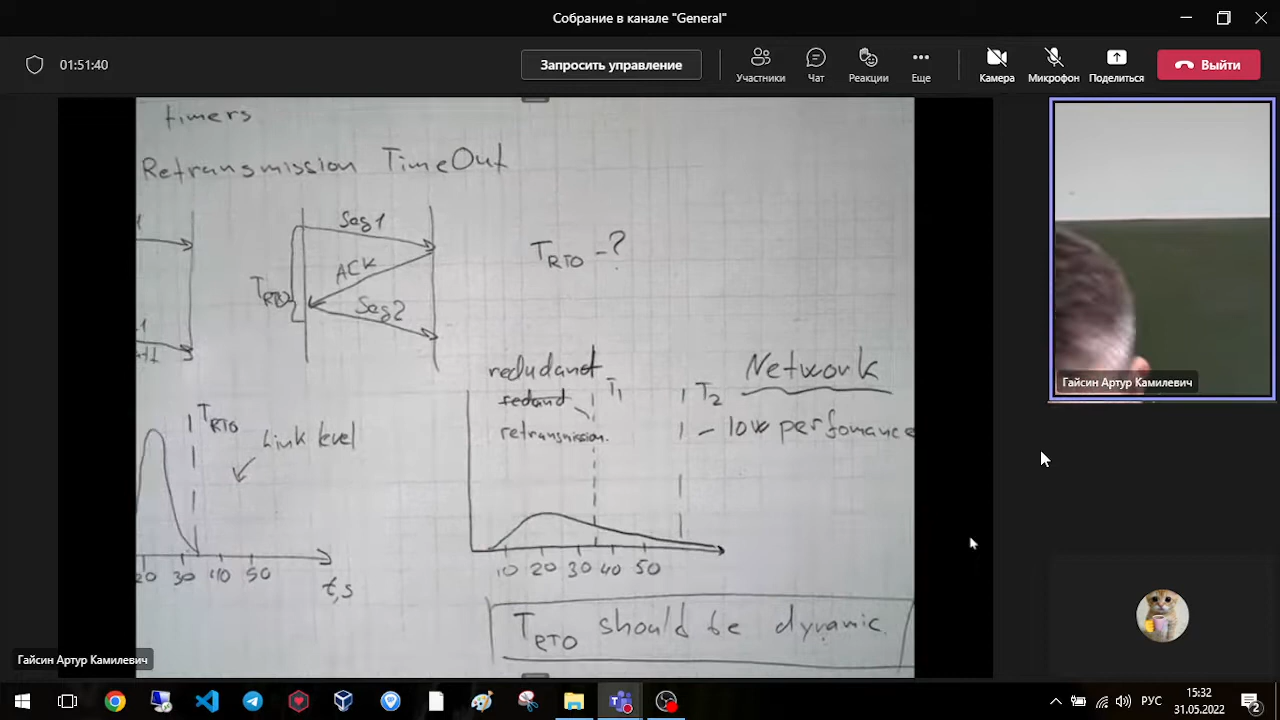 Собрание в канале "General"
01:51:40
Запросить управление
Участники
Чат
Реакции
Еще
Камера
Микрофон
Поделиться
Выйти
timers
Retransmission TimeOut
Seg1
ACK
Seg2
TRTO
TRTO - ?
TRTO
Link level
20 30 40 50
t,s
redudant
redand
retransmission.
T1
T2
Network
- low perfomance
10 20 30 40 50
TRTO should be dynamic.
Гайсин Артур Камилевич
Гайсин Артур Камилевич
РУС
15:32
31.05.2022
2